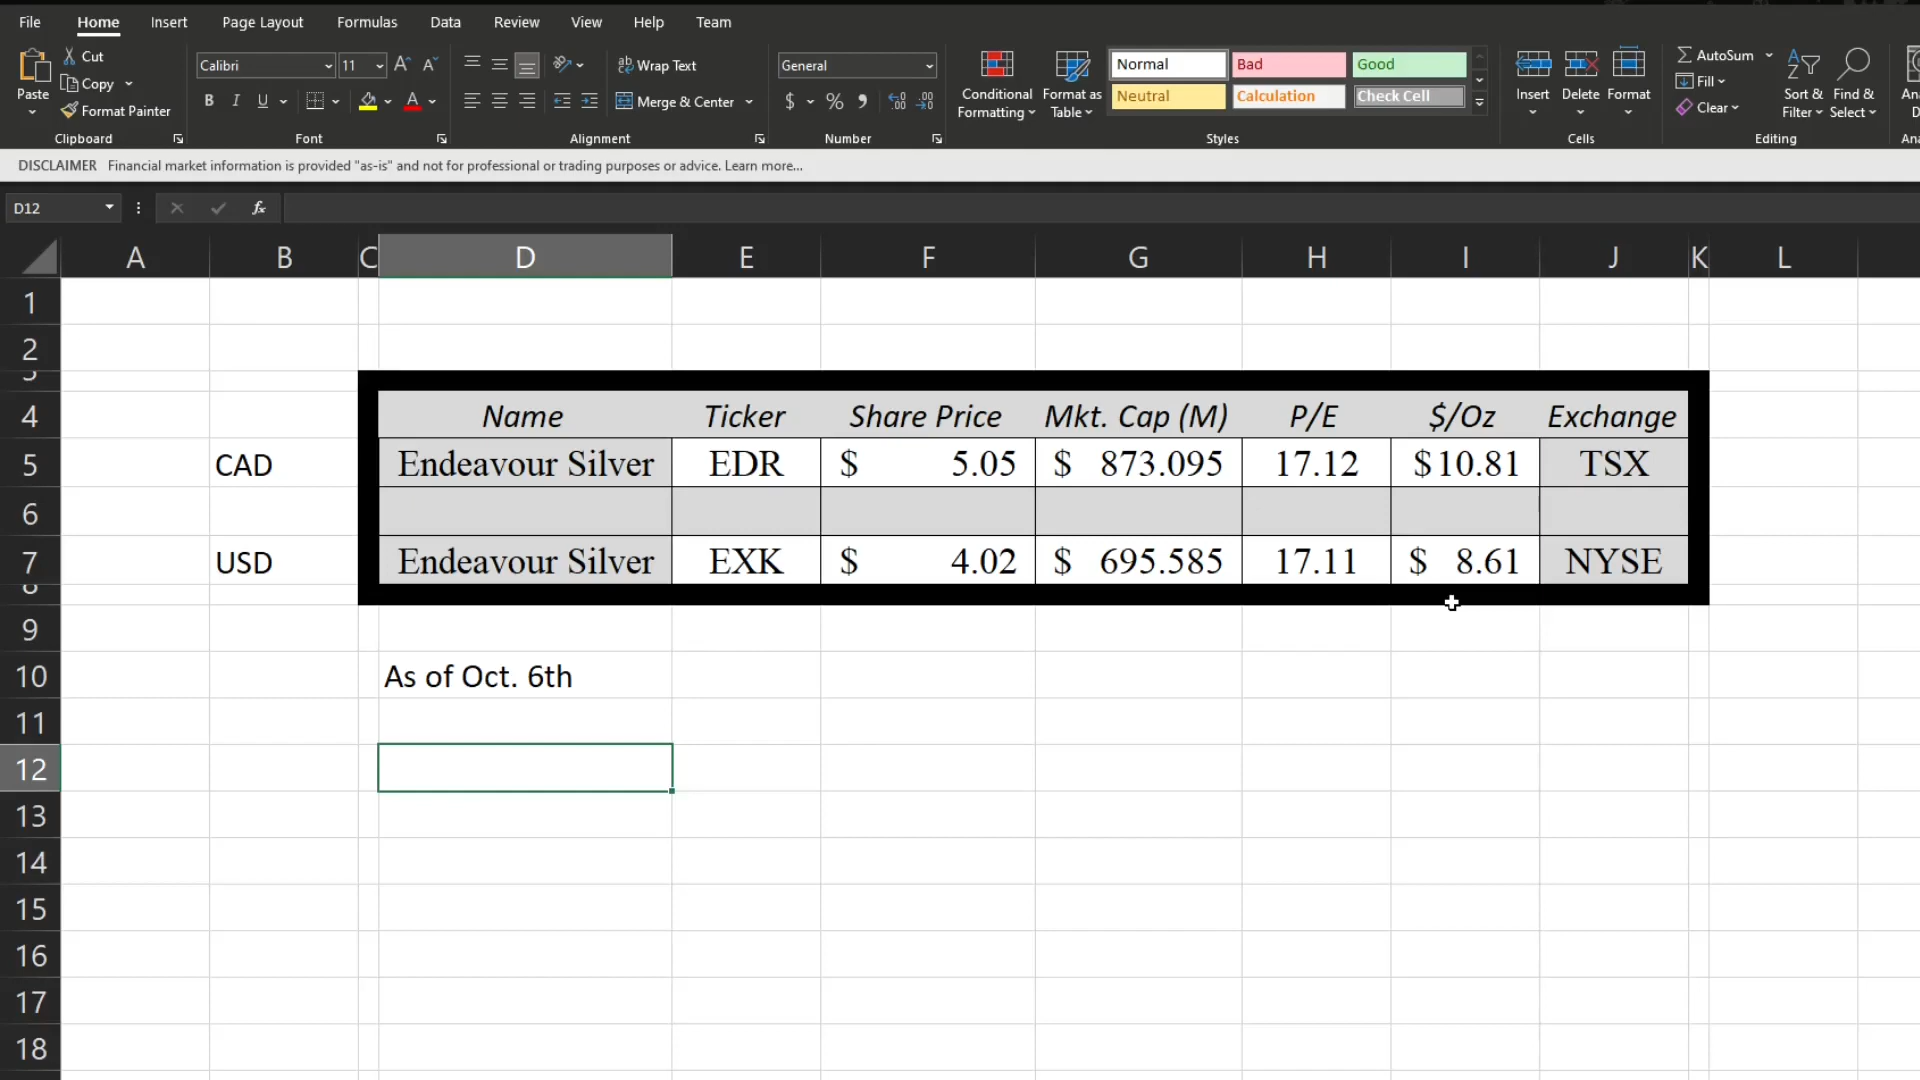 File Home Insert Page Layout Formulas Data Review View Help Team
Paste Cut Copy Format Painter
Calibri 11 A A
B I U A
Wrap Text
Merge & Center
General
$ % 9
Conditional Formatting Format as Table
Normal Bad Good
Neutral Calculation Check Cell
Insert Delete Format
AutoSum
Fill
Clear
Sort & Filter Find & Select
Clipboard Font Alignment Number Styles Cells Editing
DISCLAIMER Financial market information is provided "as-is" and not for professional or trading purposes or advice. Learn more...
D12 fx
A B C D E F G H I J K L
1
2
4 Name Ticker Share Price Mkt. Cap (M) P/E $/Oz Exchange
5 CAD Endeavour Silver EDR $ 5.05 $ 873.095 17.12 $10.81 TSX
6
7 USD Endeavour Silver EXK $ 4.02 $ 695.585 17.11 $ 8.61 NYSE
9
10 As of Oct. 6th
11
12
13
14
15
16
17
18